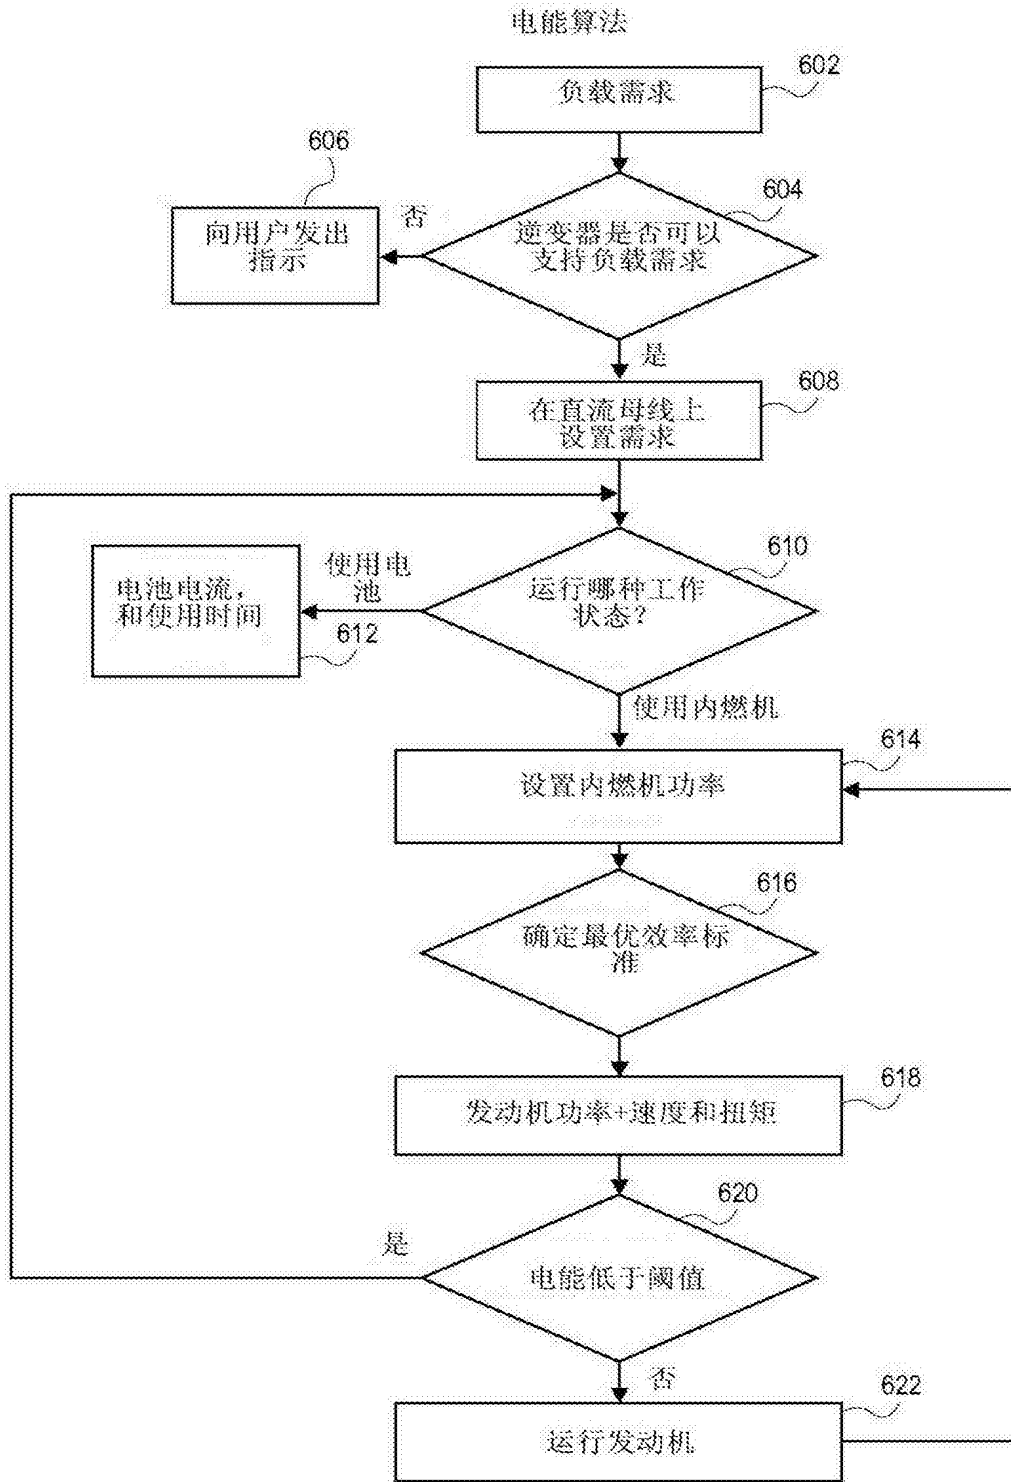 电能算法
602
负载需求
606
604
否
向用户发出
指示
逆变器是否可以
支持负载需求
是
608
在直流母线上
设置需求
610
使用电
池
运行哪种工作
状态？
电池电流，
和使用时间
612
使用内燃机
614
设置内燃机功率
616
确定最优效率标
准
618
发动机功率+速度和扭矩
620
是
电能低于阈值
否
622
运行发动机